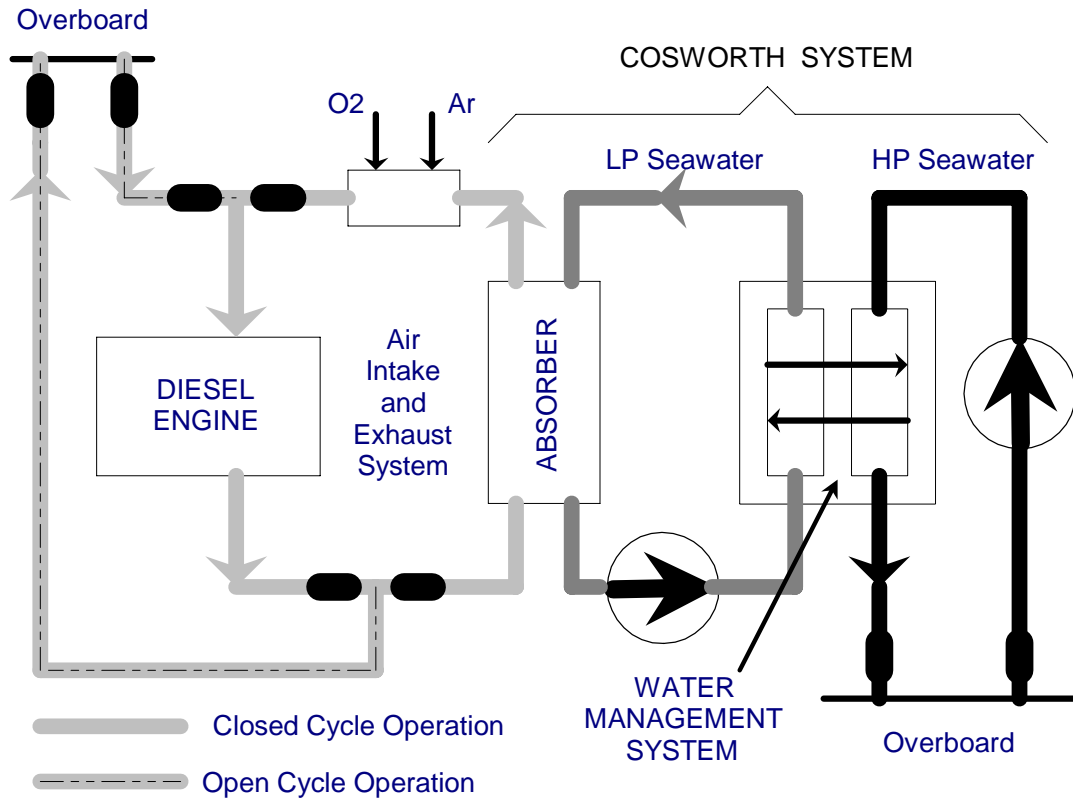 Overboard
COSWORTH SYSTEM
O2
Ar
LP Seawater
HP Seawater
DIESEL
ENGINE
Air
Intake
and
Exhaust
System
ABSORBER
WATER
MANAGEMENT
SYSTEM
Overboard
Closed Cycle Operation
Open Cycle Operation